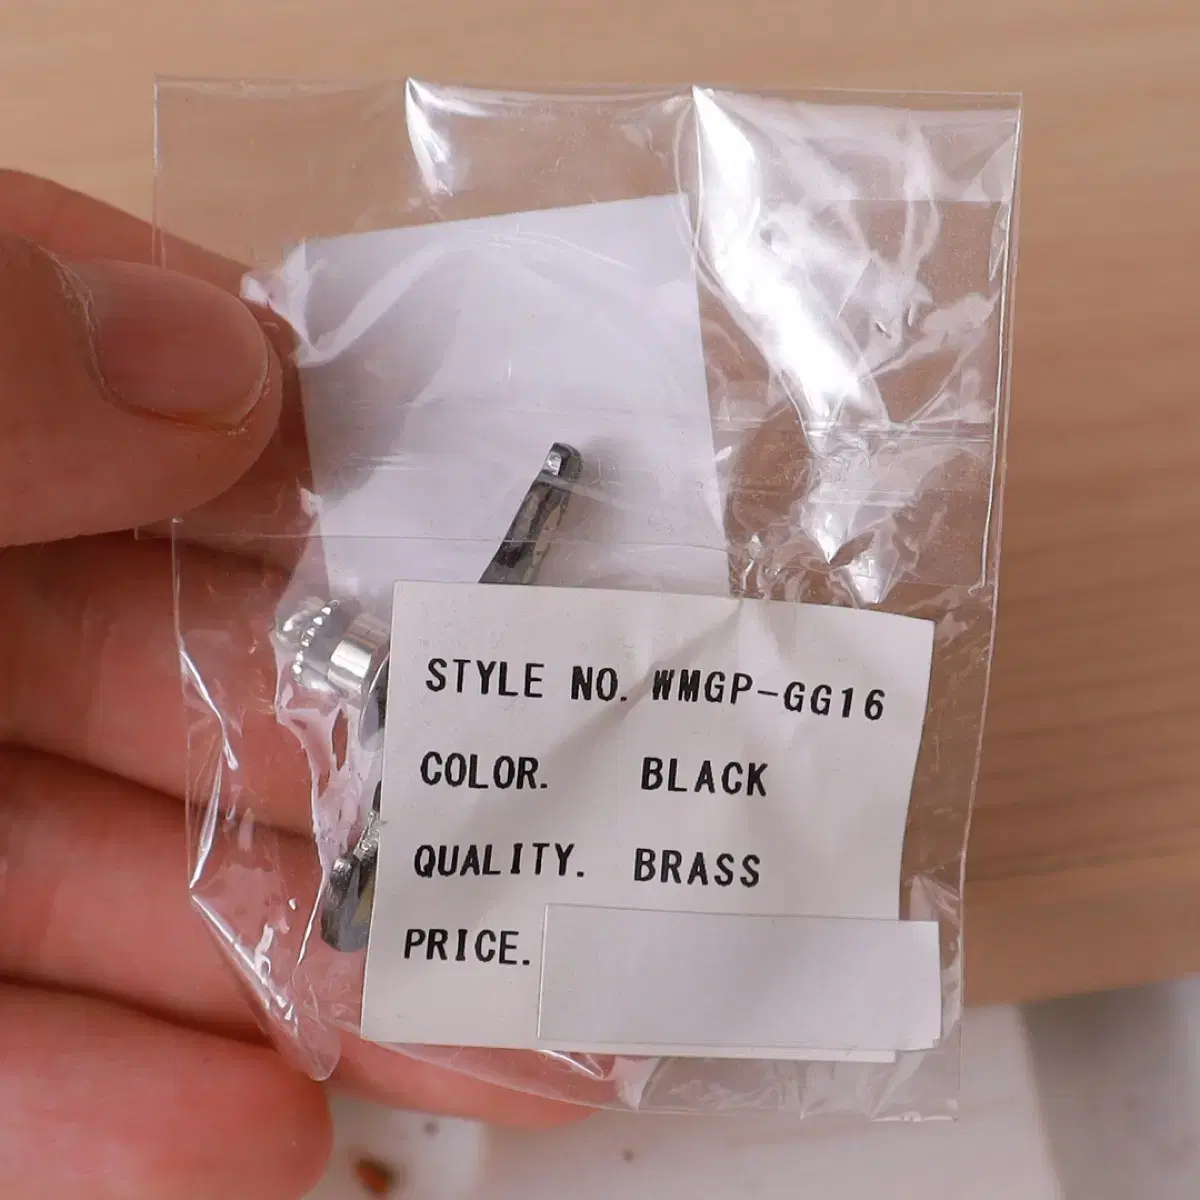 STYLE NO. WMGP-GG16
COLOR. BLACK
QUALITY. BRASS
PRICE.